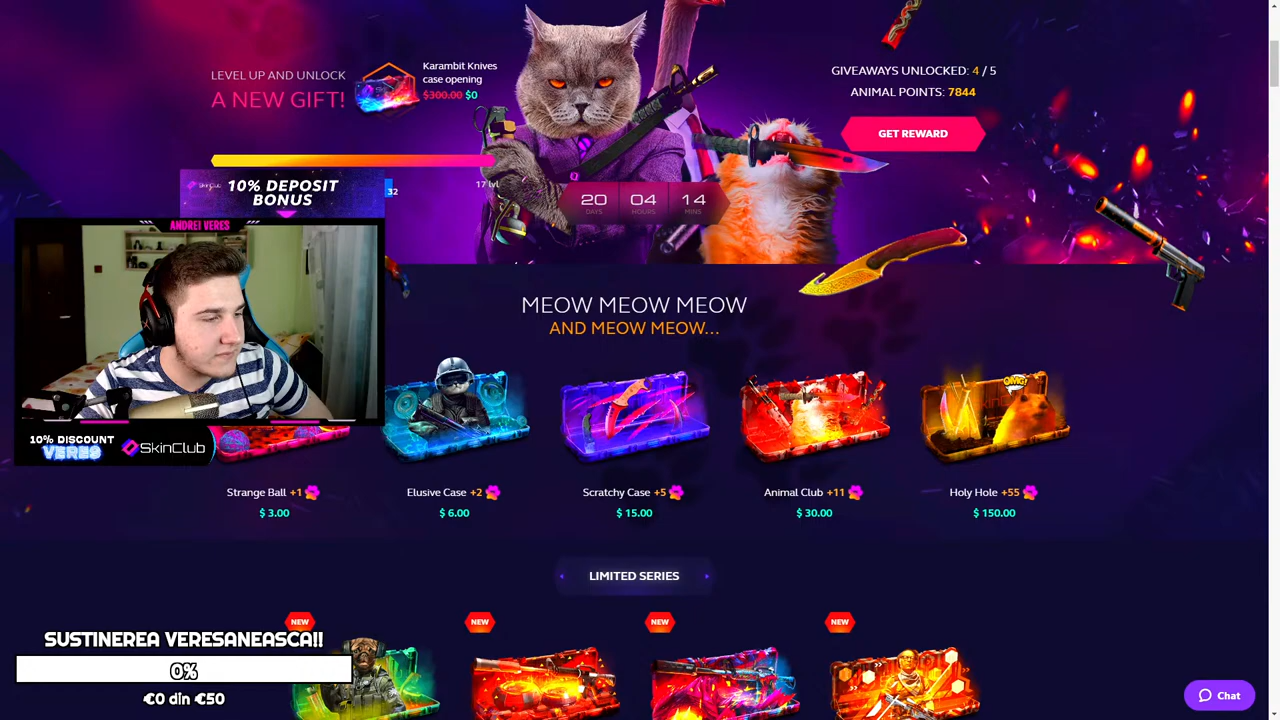 LEVEL UP AND UNLOCK
A NEW GIFT!
Karambit Knives
case opening
$300.00 $0
GIVEAWAYS UNLOCKED: 4 / 5
ANIMAL POINTS: 7844
GET REWARD
32
17 lvl
20 04 14
DAYS HOURS MINS
SkinClub
10% DEPOSIT
BONUS
ANDREI VERES
MEOW MEOW MEOW
AND MEOW MEOW...
OMG!
10% DISCOUNT
VERES
SKINCLUB
Strange Ball +1
$ 3.00
Elusive Case +2
$ 6.00
Scratchy Case +5
$ 15.00
Animal Club +11
$ 30.00
Holy Hole +55
$ 150.00
LIMITED SERIES
NEW
NEW
NEW
NEW
SUSTINEREA VERESANEASCA!!
0%
€0 din €50
Chat